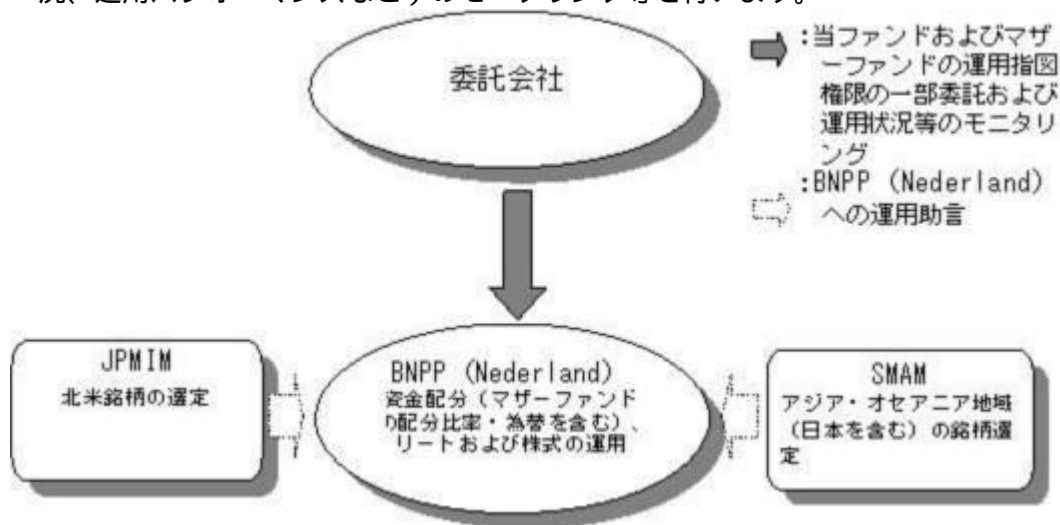 委託会社
:当ファンドおよびマザ
ーファンドの運用指図
権限の一部委託および
運用状況等のモニタリ
ング
:BNPP (Nederland)
への運用助言
JPMIM
北米銘柄の選定
BNPP (Nederland)
資金配分(マザーファンド
の配分比率・為替を含む)、
リートおよび株式の運用
SMAM
アジア・オセアニア地域
(日本を含む)の銘柄選
定